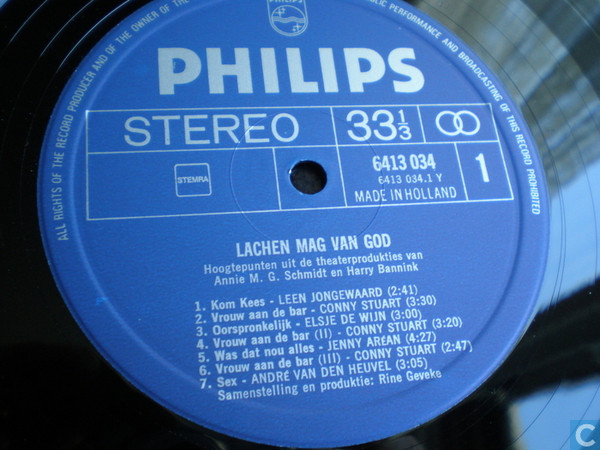 ALL RIGHTS OF THE RECORD PRODUCER AND OF THE OWNER OF THE
PUBLIC PERFORMANCE AND BROADCASTING OF THIS RECORD PROHIBITED
PHILIPS
PHILIPS
STEREO
33 1/3
STEMRA
6413 034
6413 034.1 Y
MADE IN HOLLAND
1
LACHEN MAG VAN GOD
Hoogtepunten uit de theaterprodukties van
Annie M. G. Schmidt en Harry Bannink
1. Kom Kees - LEEN JONGEWAARD (2:41)
2. Vrouw aan de bar - CONNY STUART (3:30)
3. Oorspronkelijk - ELSJE DE WIJN (3:00)
4. Vrouw aan de bar (II) - CONNY STUART (3:20)
5. Was dat nou alles - JENNY AREAN (4:27)
6. Vrouw aan de bar (III) - CONNY STUART (2:47)
7. Sex - ANDRÉ VAN DEN HEUVEL (3:05)
Samenstelling en produktie: Rine Geveke
C